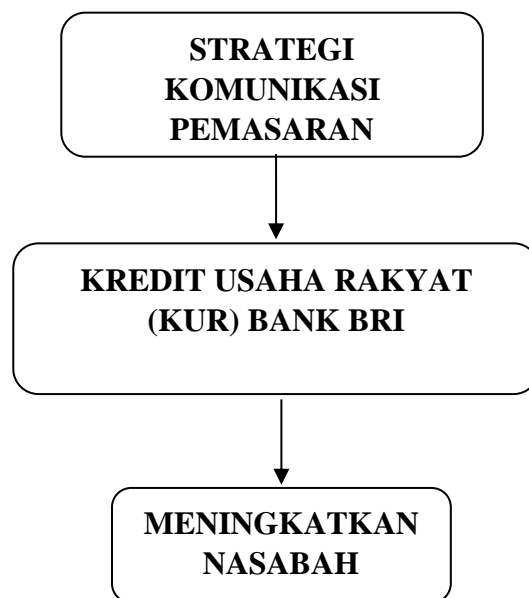 STRATEGI
KOMUNIKASI
PEMASARAN
KREDIT USAHA RAKYAT
(KUR) BANK BRI
MENINGKATKAN
NASABAH